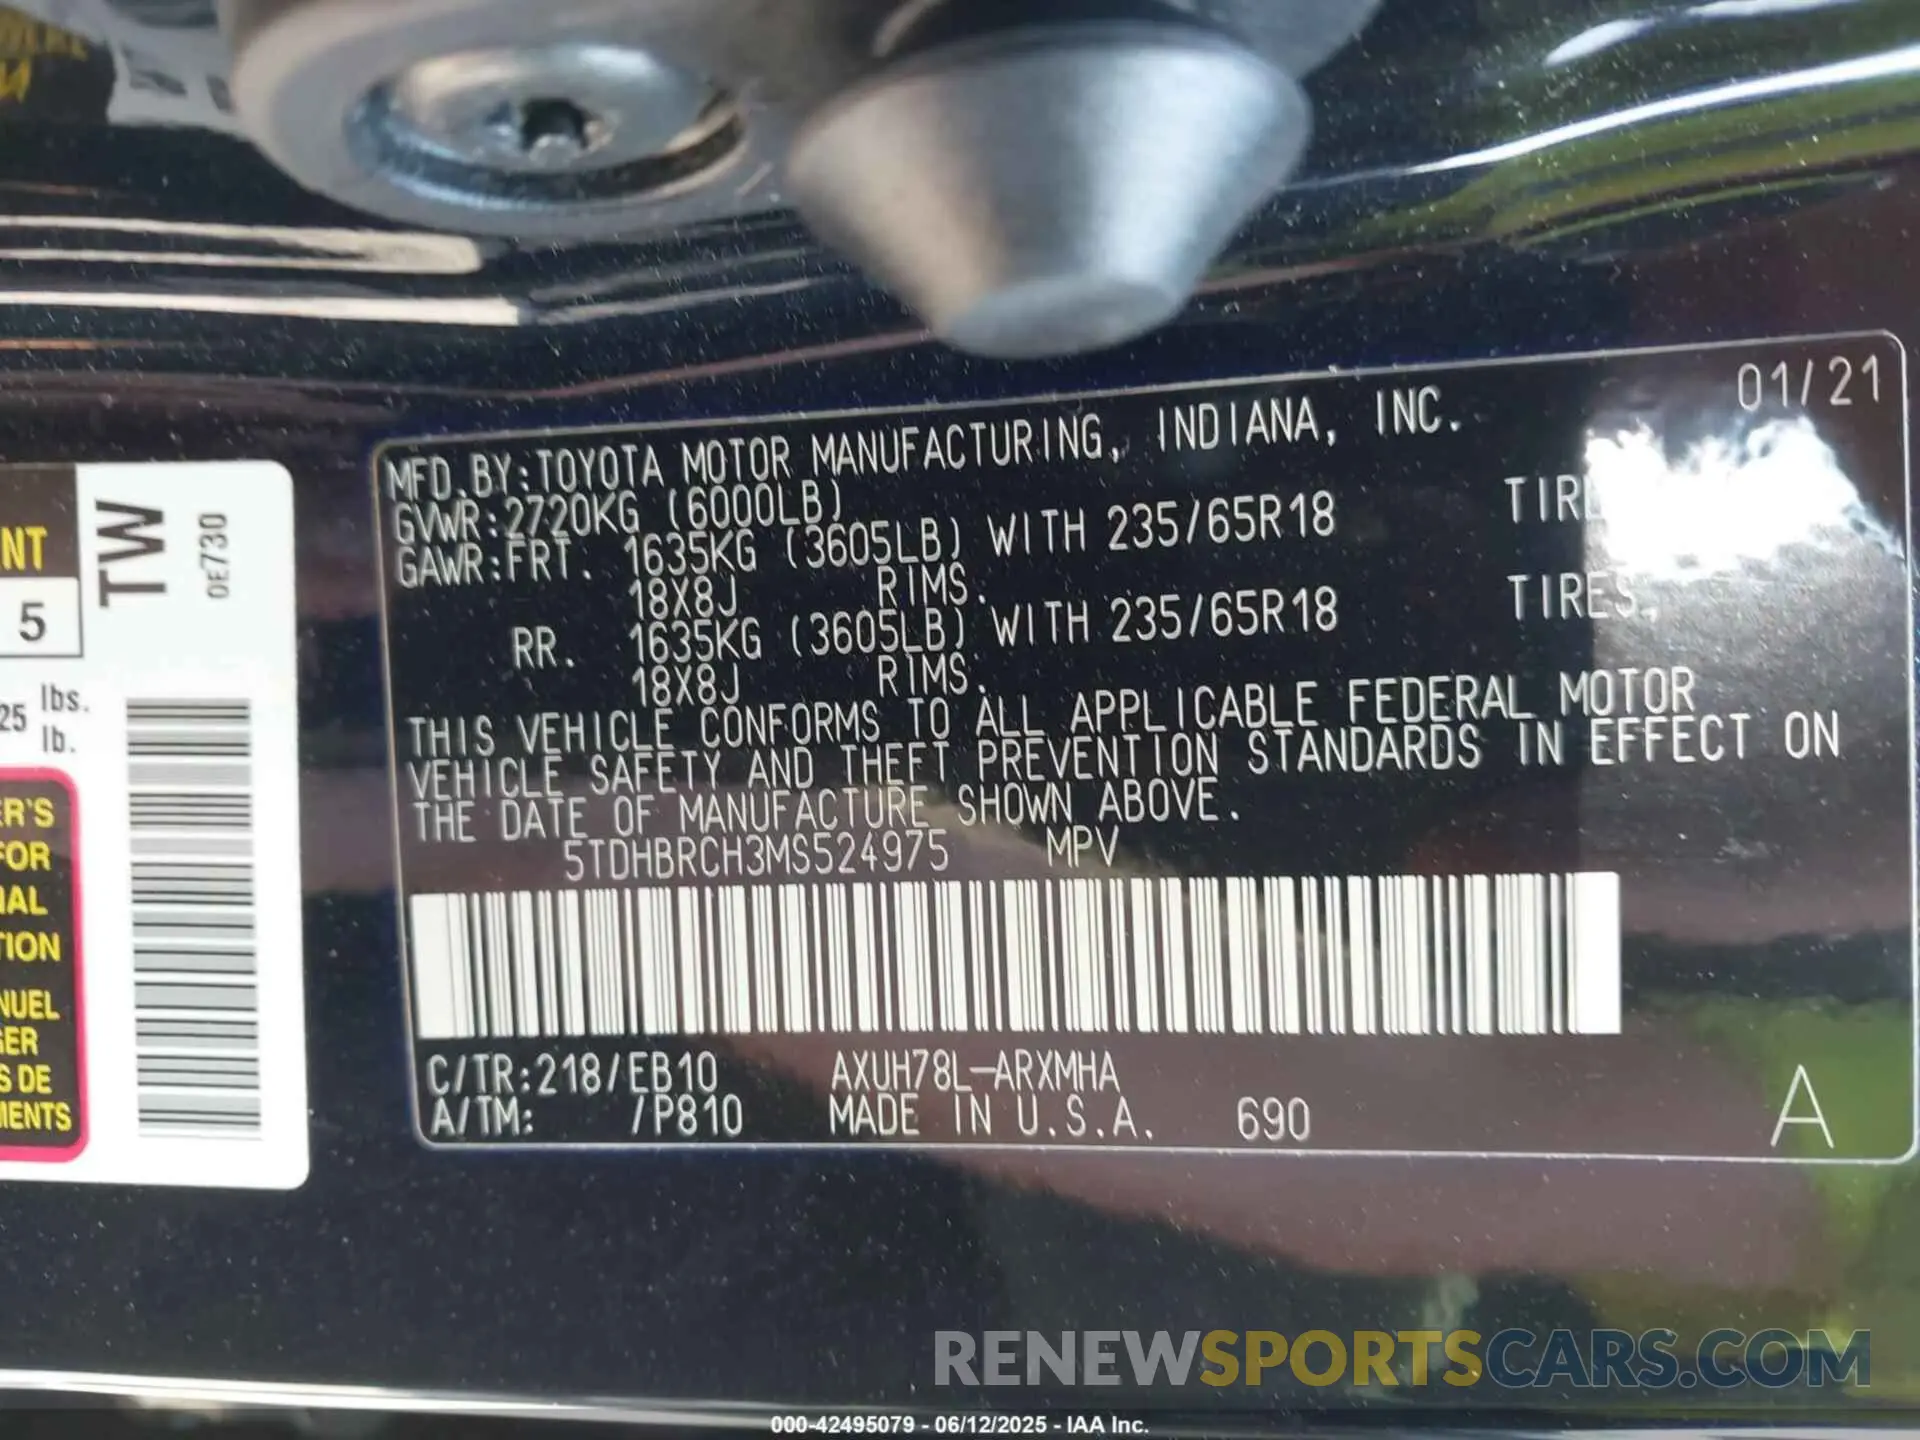 01/21
MFD.BY:TOYOTA MOTOR MANUFACTURING, INDIANA, INC.
GVWR:2720KG (6000LB)
GAWR:FRT. 1635KG (3605LB) WITH 235/65R18
18X8J RIMS.
RR. 1635KG (3605LB) WITH 235/65R18 TIRES,
18X8J RIMS.
THIS VEHICLE CONFORMS TO ALL APPLICABLE FEDERAL MOTOR
VEHICLE SAFETY AND THEFT PREVENTION STANDARDS IN EFFECT ON
THE DATE OF MANUFACTURE SHOWN ABOVE.
5TDHBRCH3MS524975 MPV
C/TR:218/EB10 AXUH78L-ARXMHA
A/TM: /P810 MADE IN U.S.A. 690 A
TW
0E730
5
25 lbs.
lb.
FOR
RENEWSPORTSCARS.COM
000-42495079 - 06/12/2025 - IAA Inc.